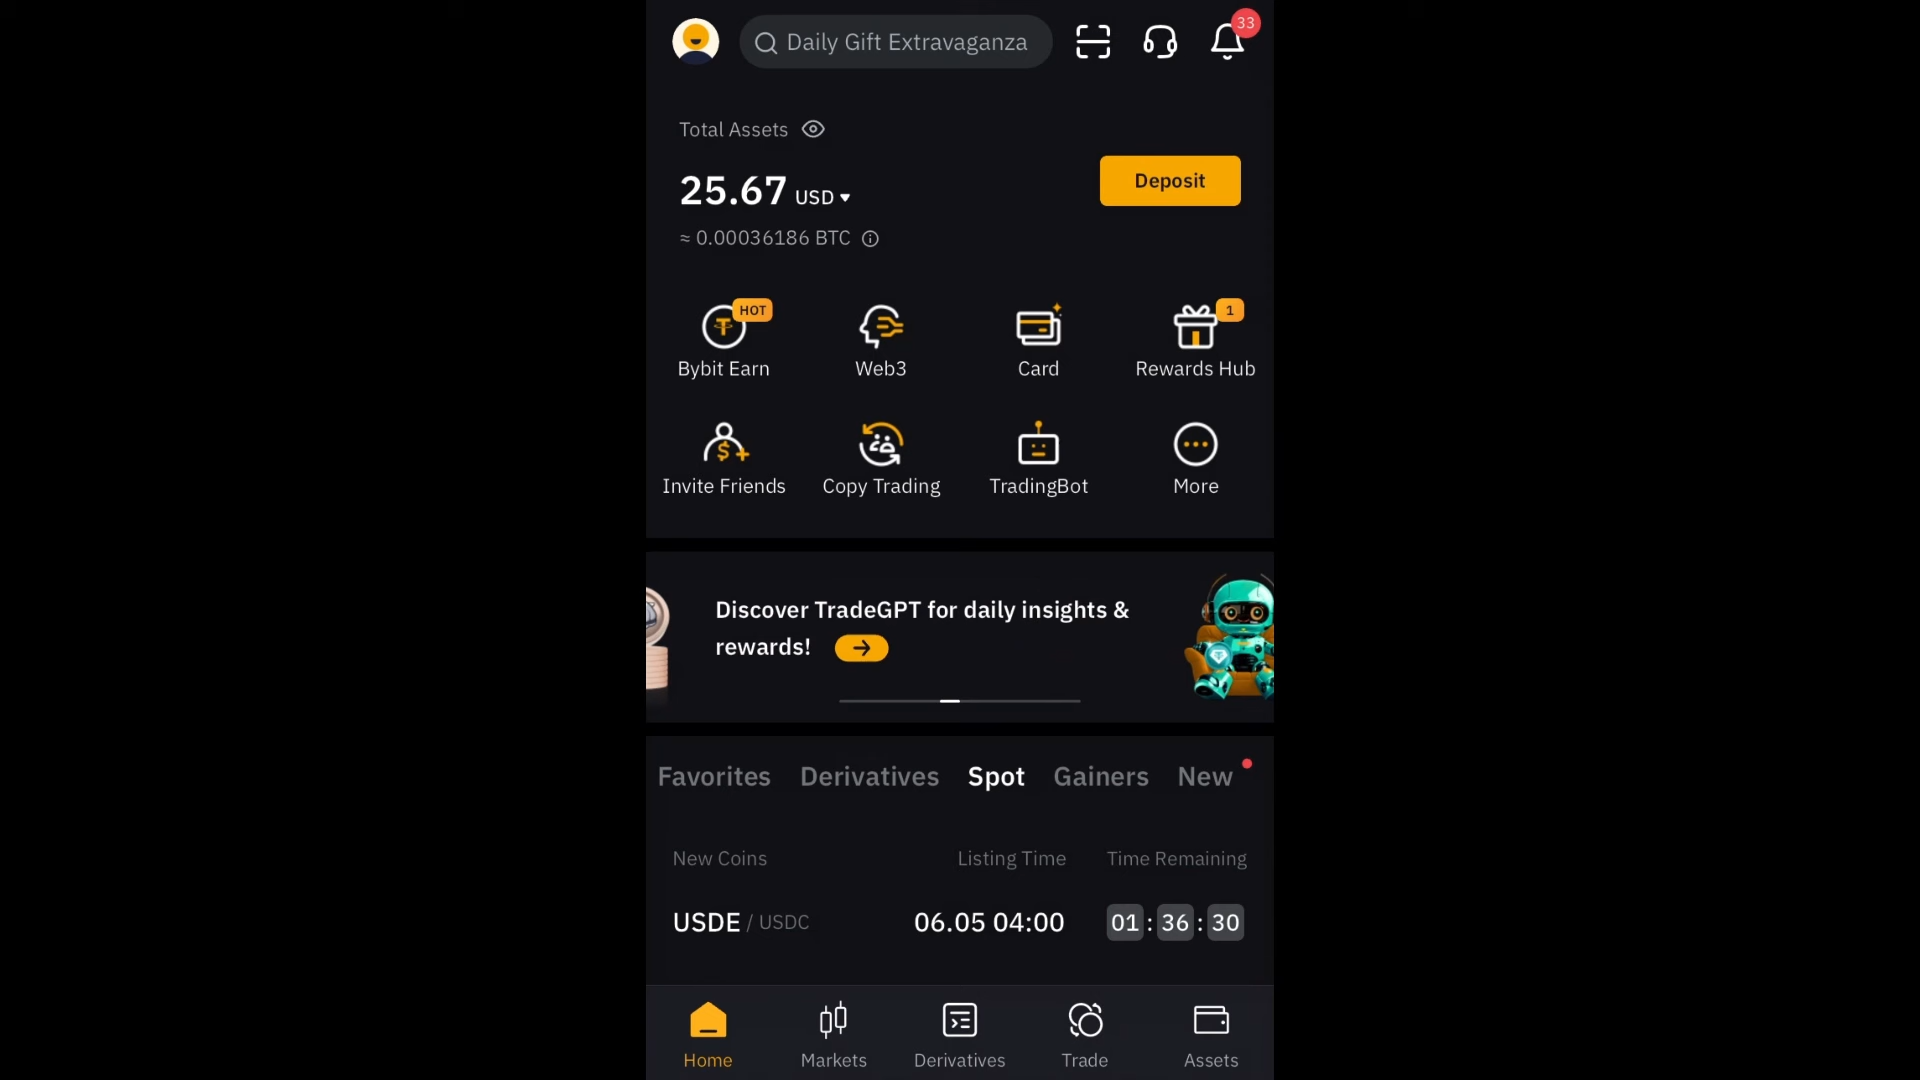 Daily Gift Extravaganza
33
Total Assets
25.67 USD
Deposit
≈ 0.00036186 BTC
HOT
1
Bybit Earn
Web3
Card
Rewards Hub
Invite Friends
Copy Trading
TradingBot
More
Discover TradeGPT for daily insights &
rewards!
Favorites Derivatives Spot Gainers New
New Coins Listing Time Time Remaining
USDE / USDC 06.05 04:00 01 : 36 : 30
Home Markets Derivatives Trade Assets